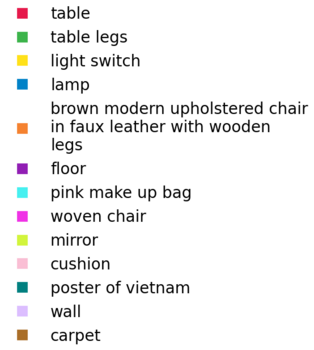 table
table legs
light switch
lamp
brown modern upholstered chair
in faux leather with wooden
legs
floor
pink make up bag
woven chair
mirror
cushion
poster of vietnam
wall
carpet